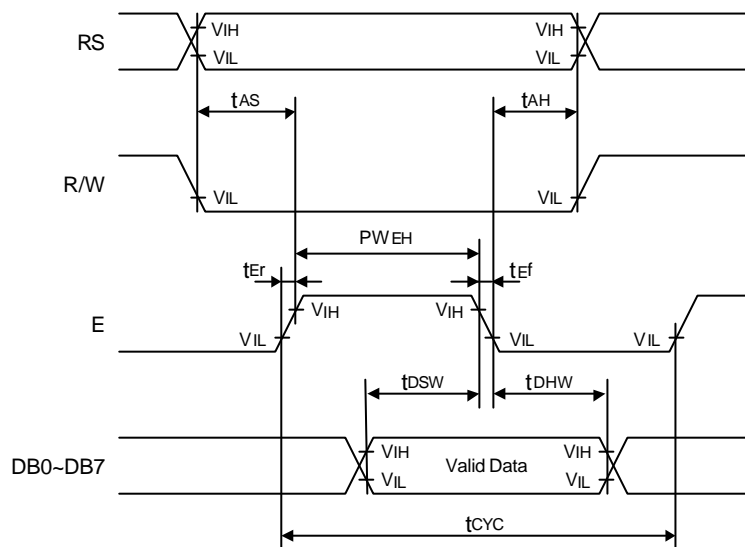 RS
VIH
VIH
VIL
VIL
tAS
tAH
R/W
VIL
VIL
PWEH
tEr
tEf
E
VIH
VIH
VIL
VIL
tDSW
tDHW
DB0~DB7
VIH
VIH
Valid Data
VIL
VIL
tCYC